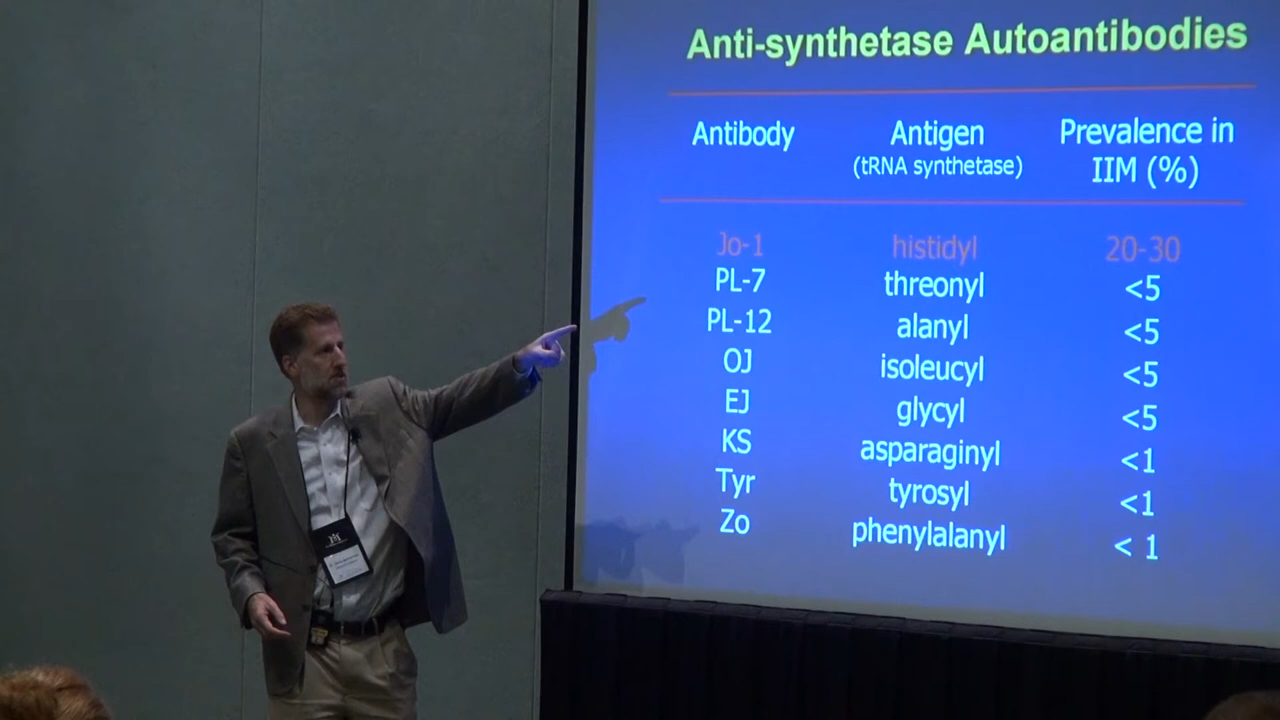 Anti-synthetase Autoantibodies
Antibody Antigen Prevalence in
(tRNA synthetase) IIM (%)
Jo-1 histidyl 20-30
PL-7 threonyl <5
PL-12 alanyl <5
OJ isoleucyl <5
EJ glycyl <5
KS asparaginyl <1
Tyr tyrosyl <1
Zo phenylalanyl < 1